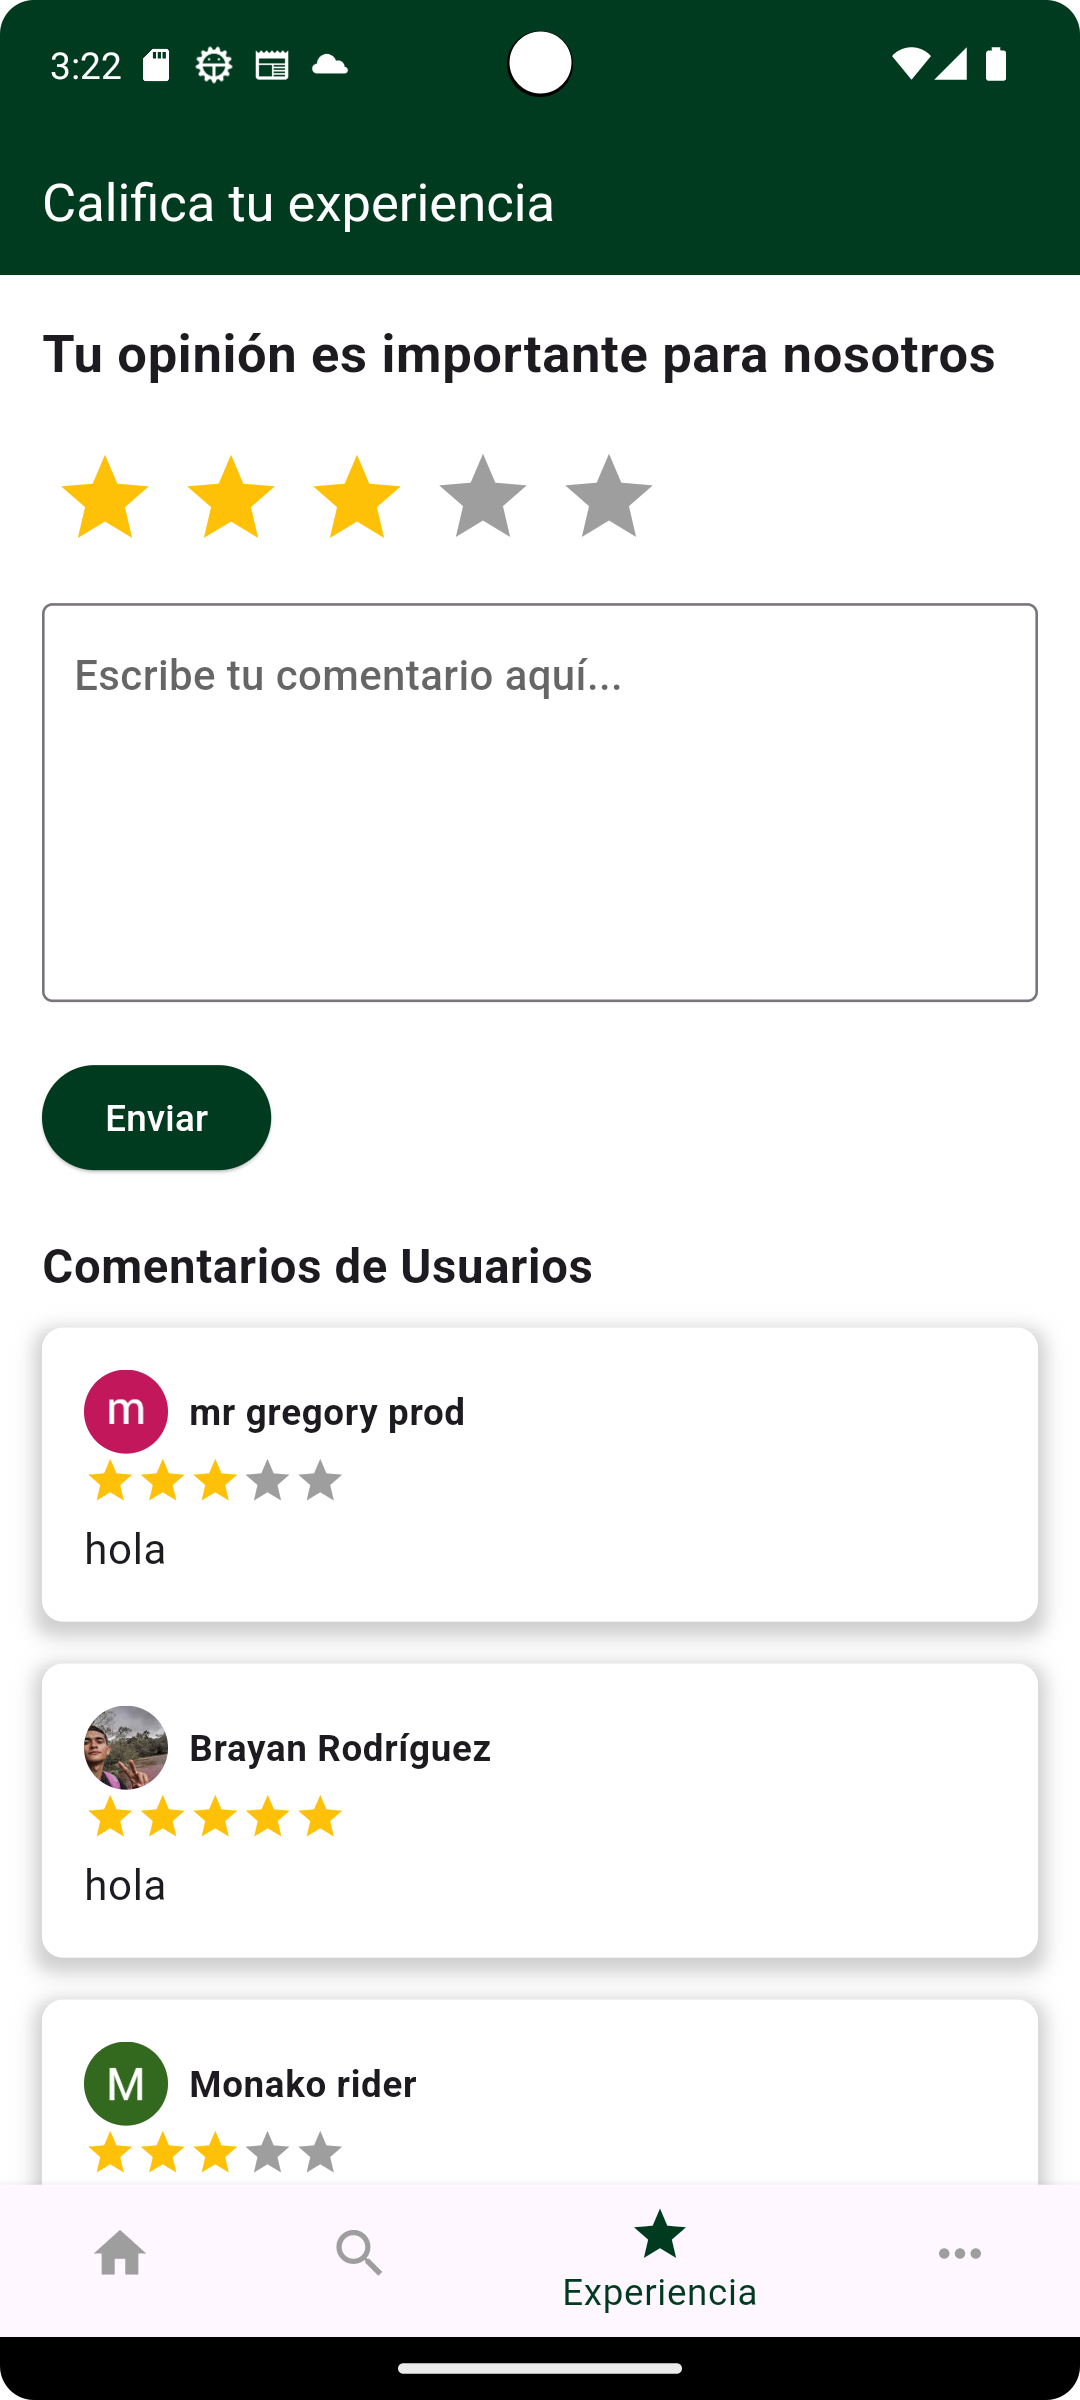 3:22
Califica tu experiencia
Tu opinión es importante para nosotros
Escribe tu comentario aquí...
Enviar
Comentarios de Usuarios
m
mr gregory prod
hola
Brayan Rodríguez
hola
M
Monako rider
Experiencia